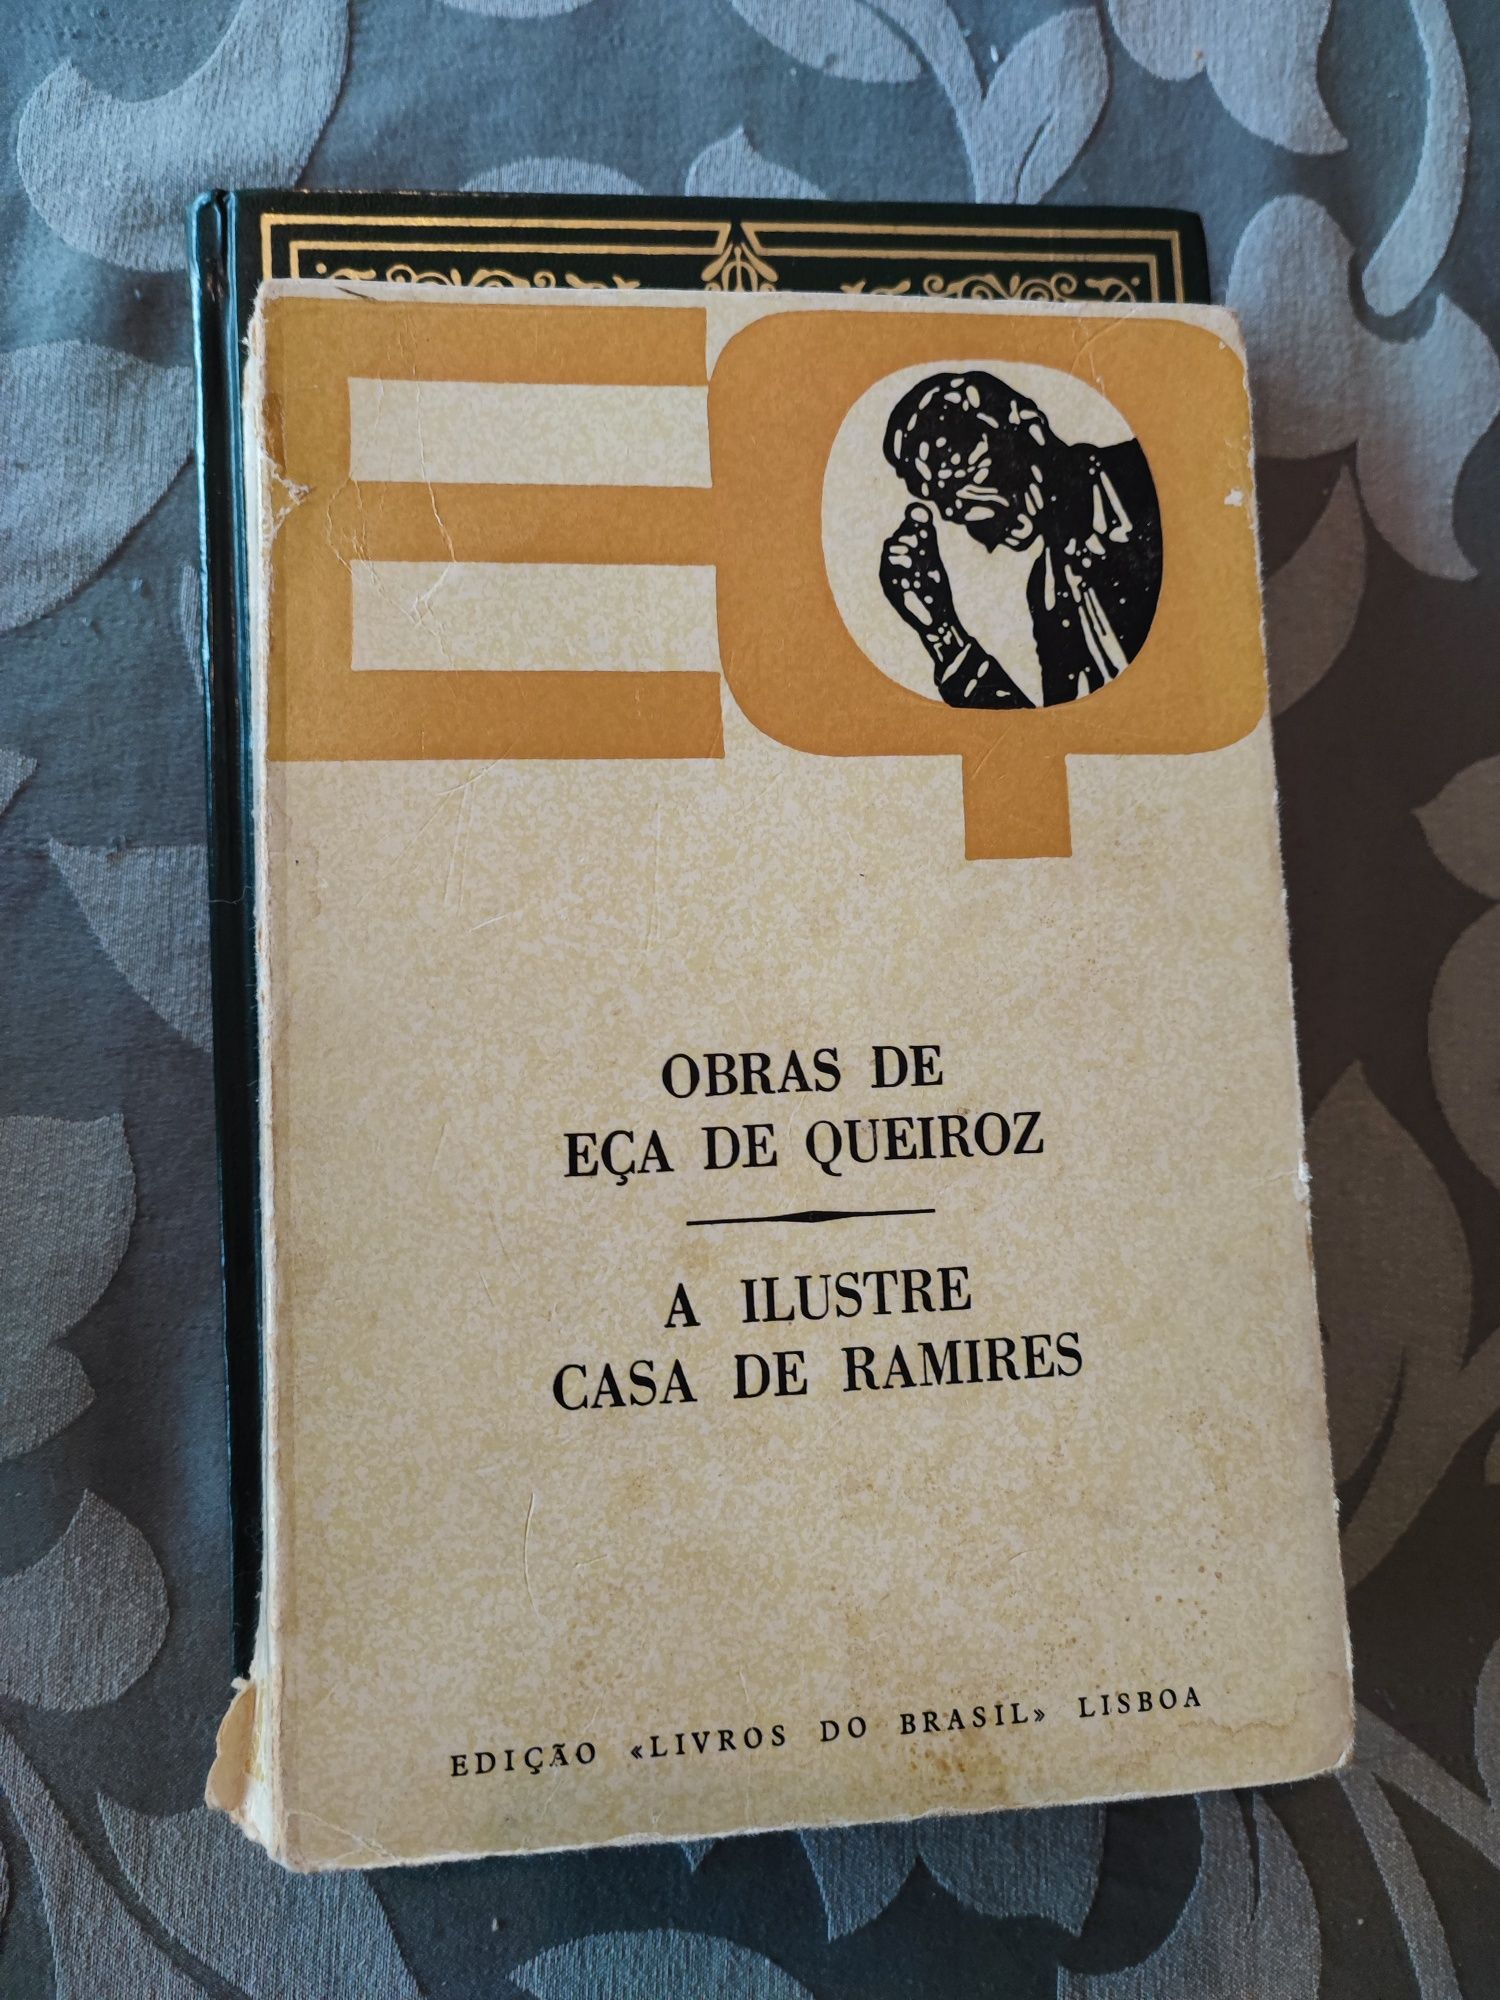 EQ
OBRAS DE
EÇA DE QUEIROZ
A ILUSTRE
CASA DE RAMIRES
EDIÇÃO «LIVROS DO BRASIL» LISBOA